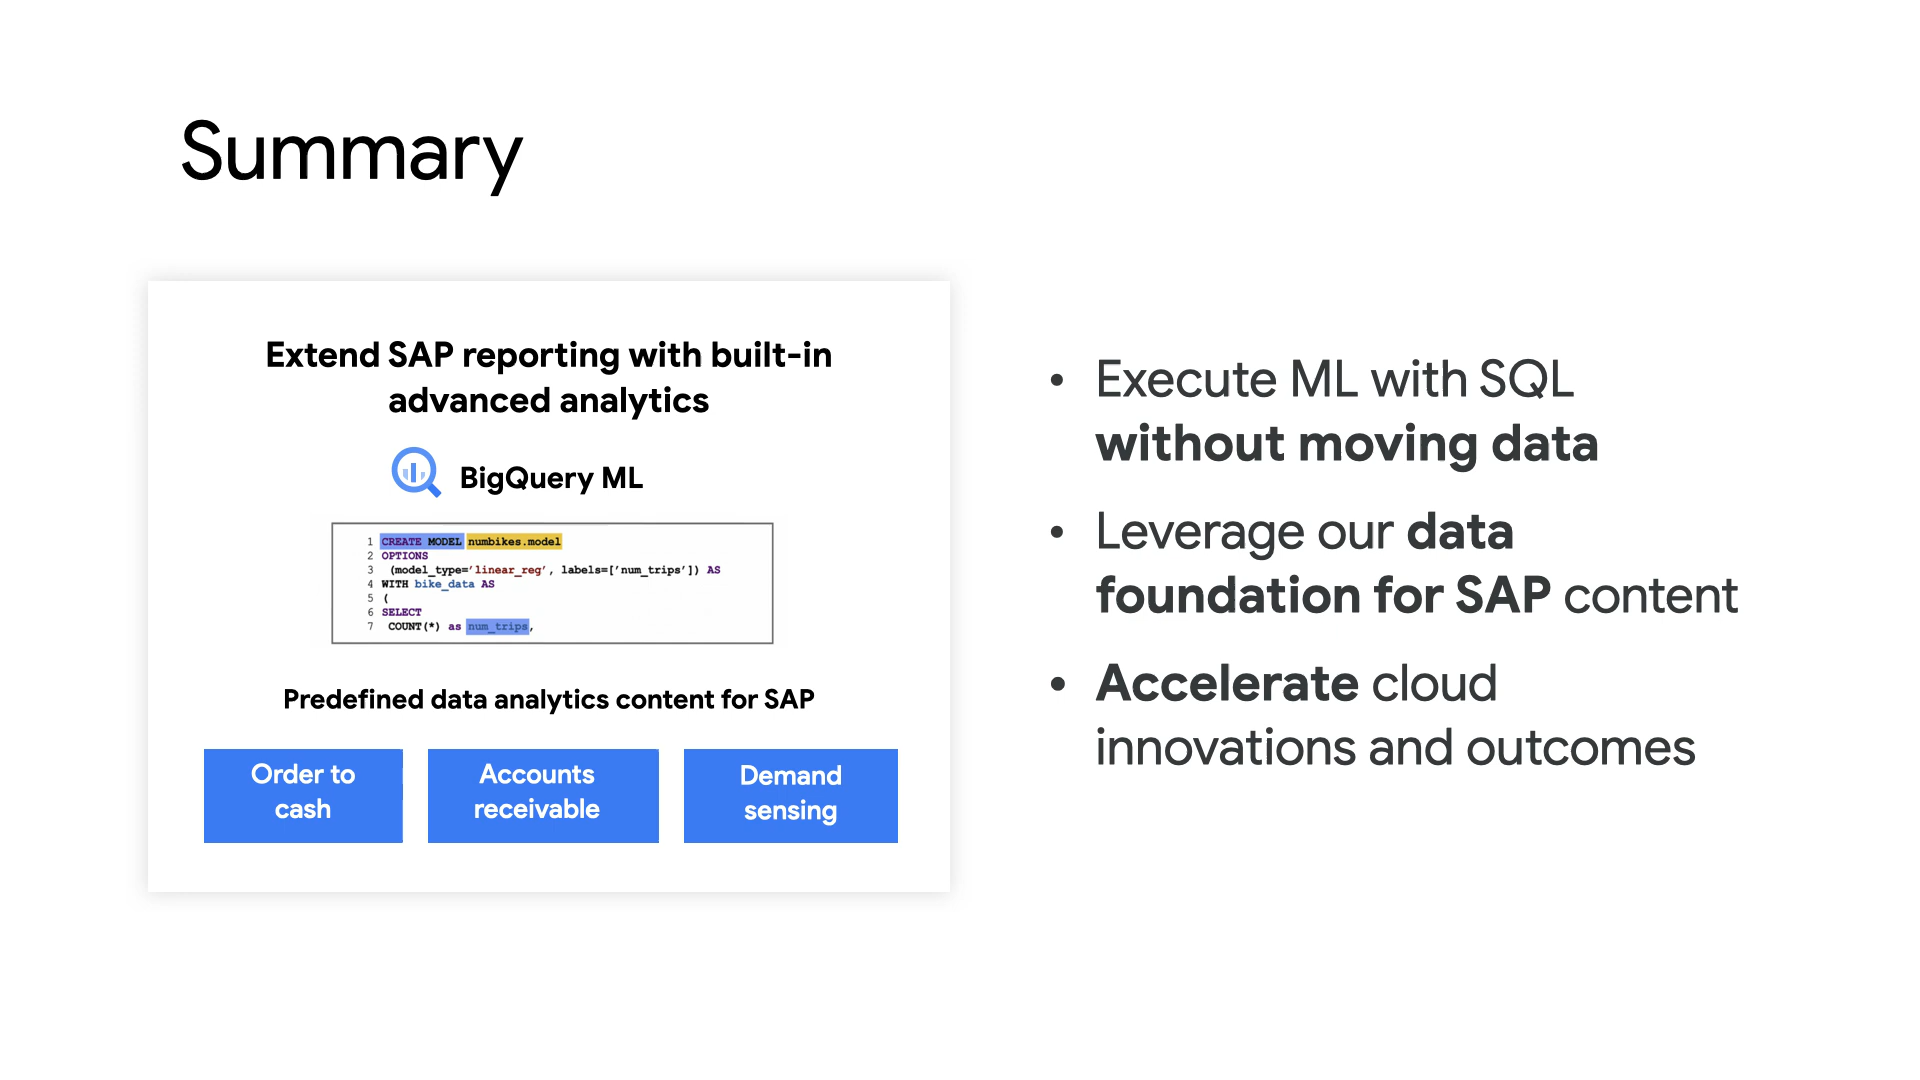 Summary
Extend SAP reporting with built-in
advanced analytics
BigQuery ML
1 CREATE MODEL numbikes.model
2 OPTIONS
3 (model_type='linear_reg', labels=['num_trips']) AS
4 WITH bike_data AS
5 (
6 SELECT
7 COUNT(*) as num_trips,
Predefined data analytics content for SAP
Order to
cash
Accounts
receivable
Demand
sensing
• Execute ML with SQL
without moving data
• Leverage our data
foundation for SAP content
• Accelerate cloud
innovations and outcomes